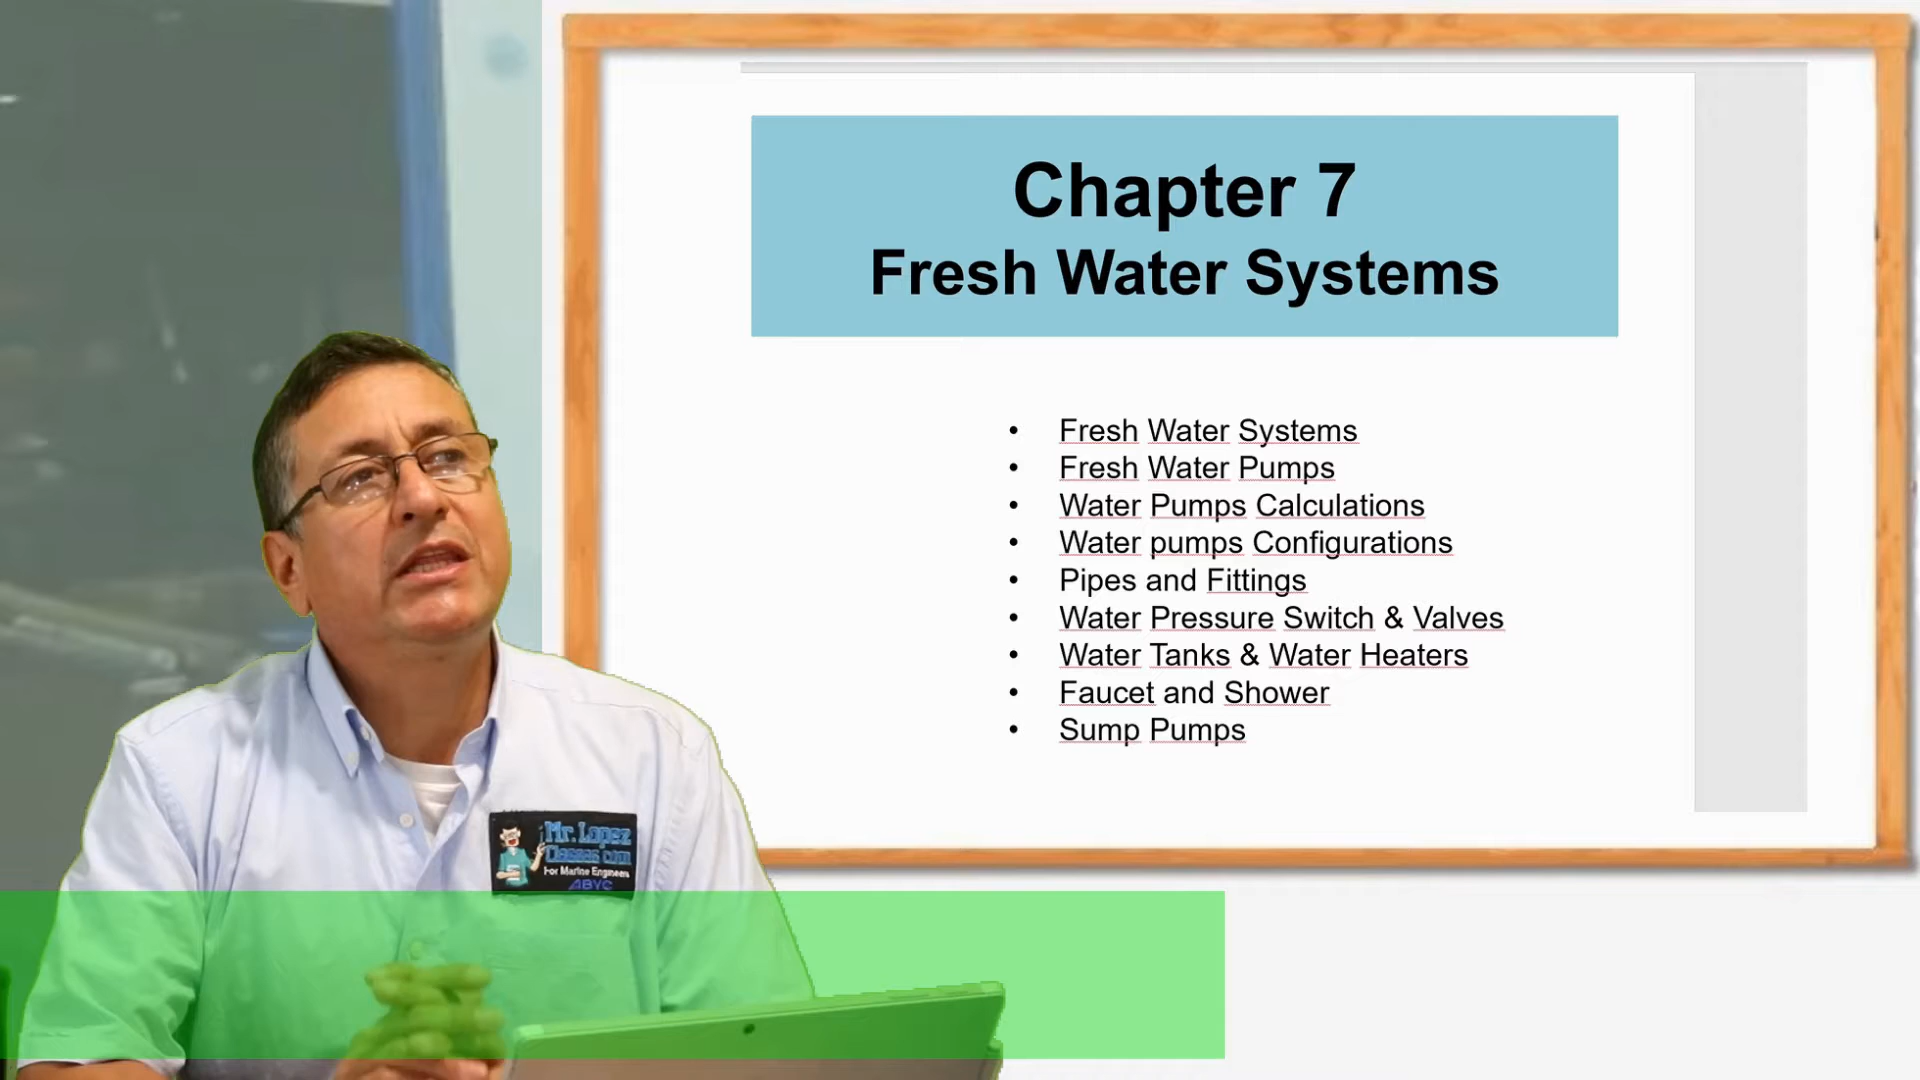 Chapter 7
Fresh Water Systems
• Fresh Water Systems
• Fresh Water Pumps
• Water Pumps Calculations
• Water pumps Configurations
• Pipes and Fittings
• Water Pressure Switch & Valves
• Water Tanks & Water Heaters
• Faucet and Shower
• Sump Pumps
Mr. Lopez
Classes.com
For Marine Engineers
ABYC